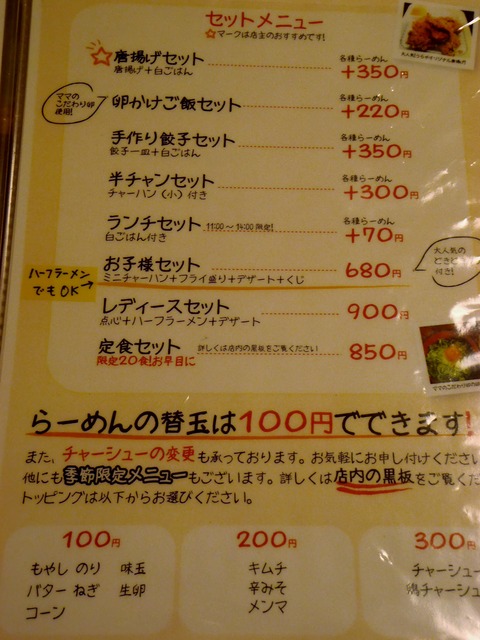 セットメニュー
☆マークは店主のおすすめです!
☆唐揚げセット 各種らーめん +350円
唐揚げ+白ごはん
ママのこだわり卵使用!
卵かけご飯セット 各種らーめん +220円
手作り餃子セット 各種らーめん +350円
餃子一皿+白ごはん
半チャンセット 各種らーめん +300円
チャーハン(小)付き
ランチセット 11:00〜14:00限定! 各種らーめん +70円
白ごはん付き
お子様セット 680円
ミニチャーハン+フライ盛り+デザート+くじ
大人気の
付き!
ハーフラーメン
でもOK→
レディースセット 900円
点心+ハーフラーメン+デザート
定食セット 詳しくは店内の黒板をご覧ください 850円
限定20食!お早目に
らーめんの替玉は100円でできます!
また、チャーシューの変更も承っております。お気軽にお申し付けくださ
他にも季節限定メニューもございます。詳しくは店内の黒板をご覧くだ
トッピングは以下からお選びください。
100円
もやし のり 味玉
バター ねぎ 生卵
コーン
200円
キムチ
辛みそ
メンマ
300円
チャーシュー
鶏チャーシュ